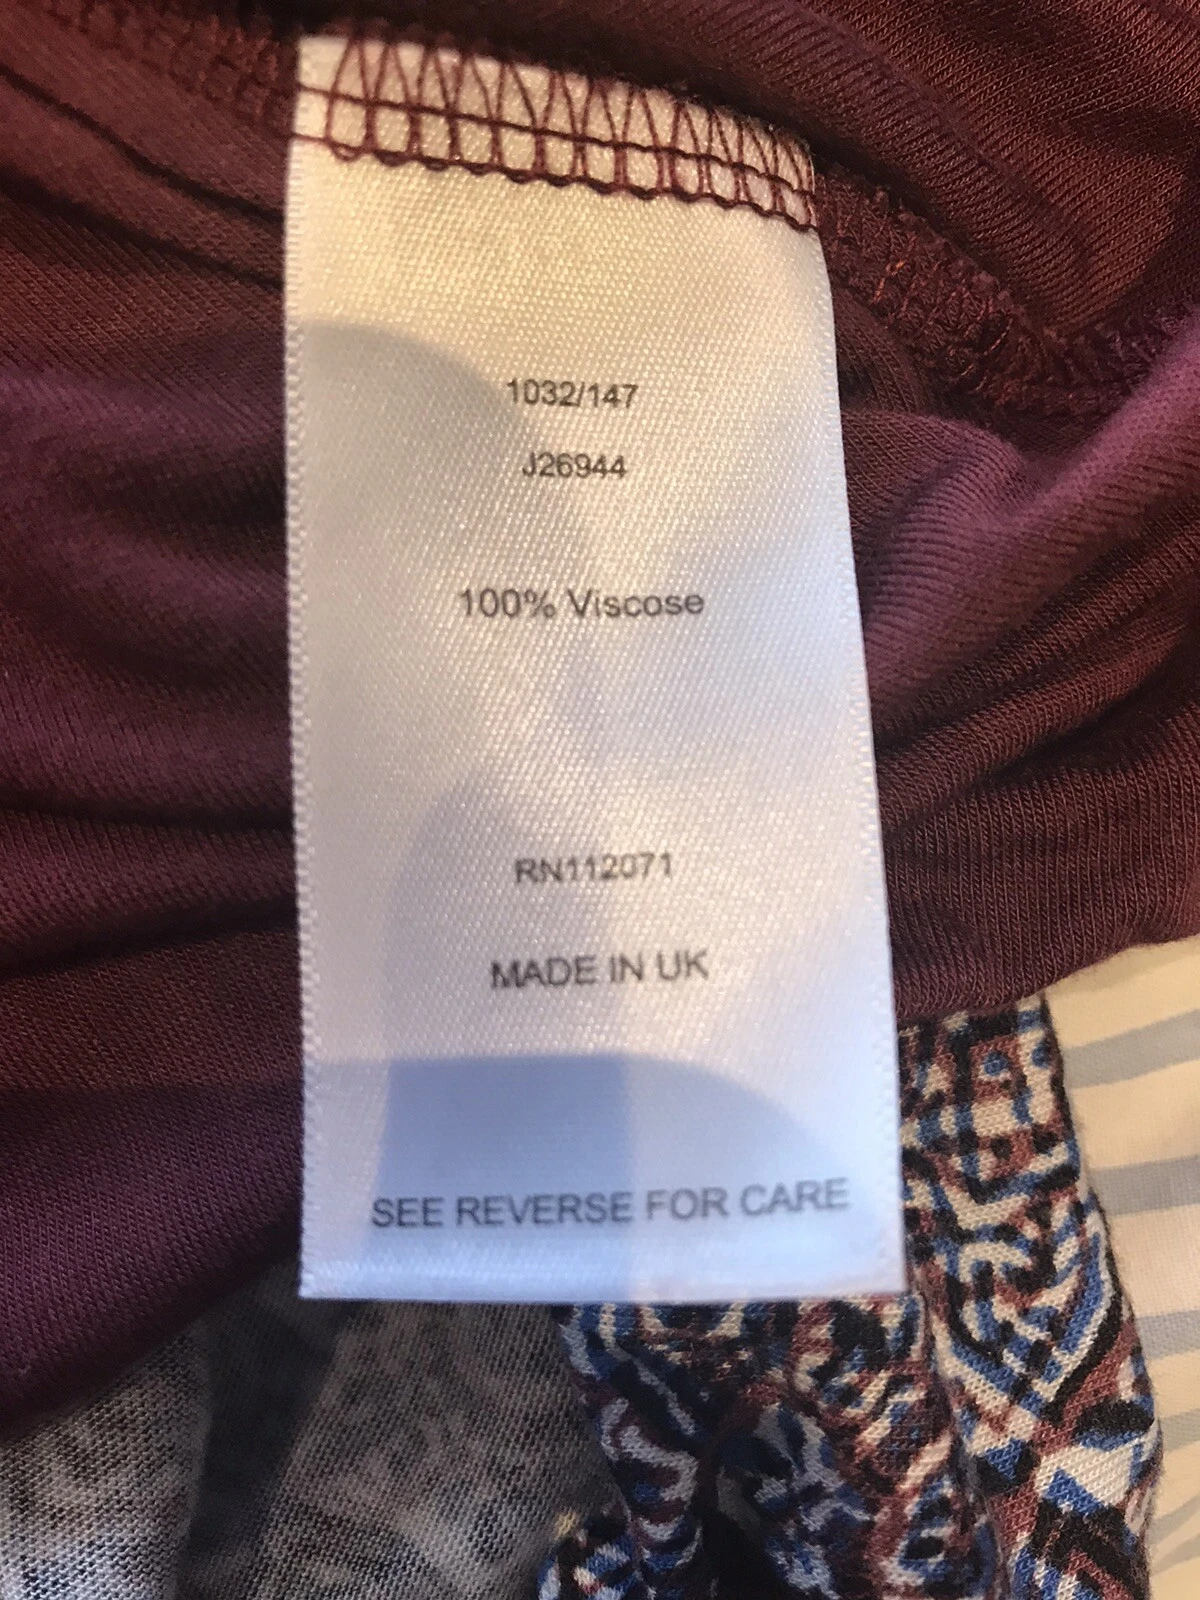 1032/147
J26944
100% Viscose
RN112071
MADE IN UK
SEE REVERSE FOR CARE